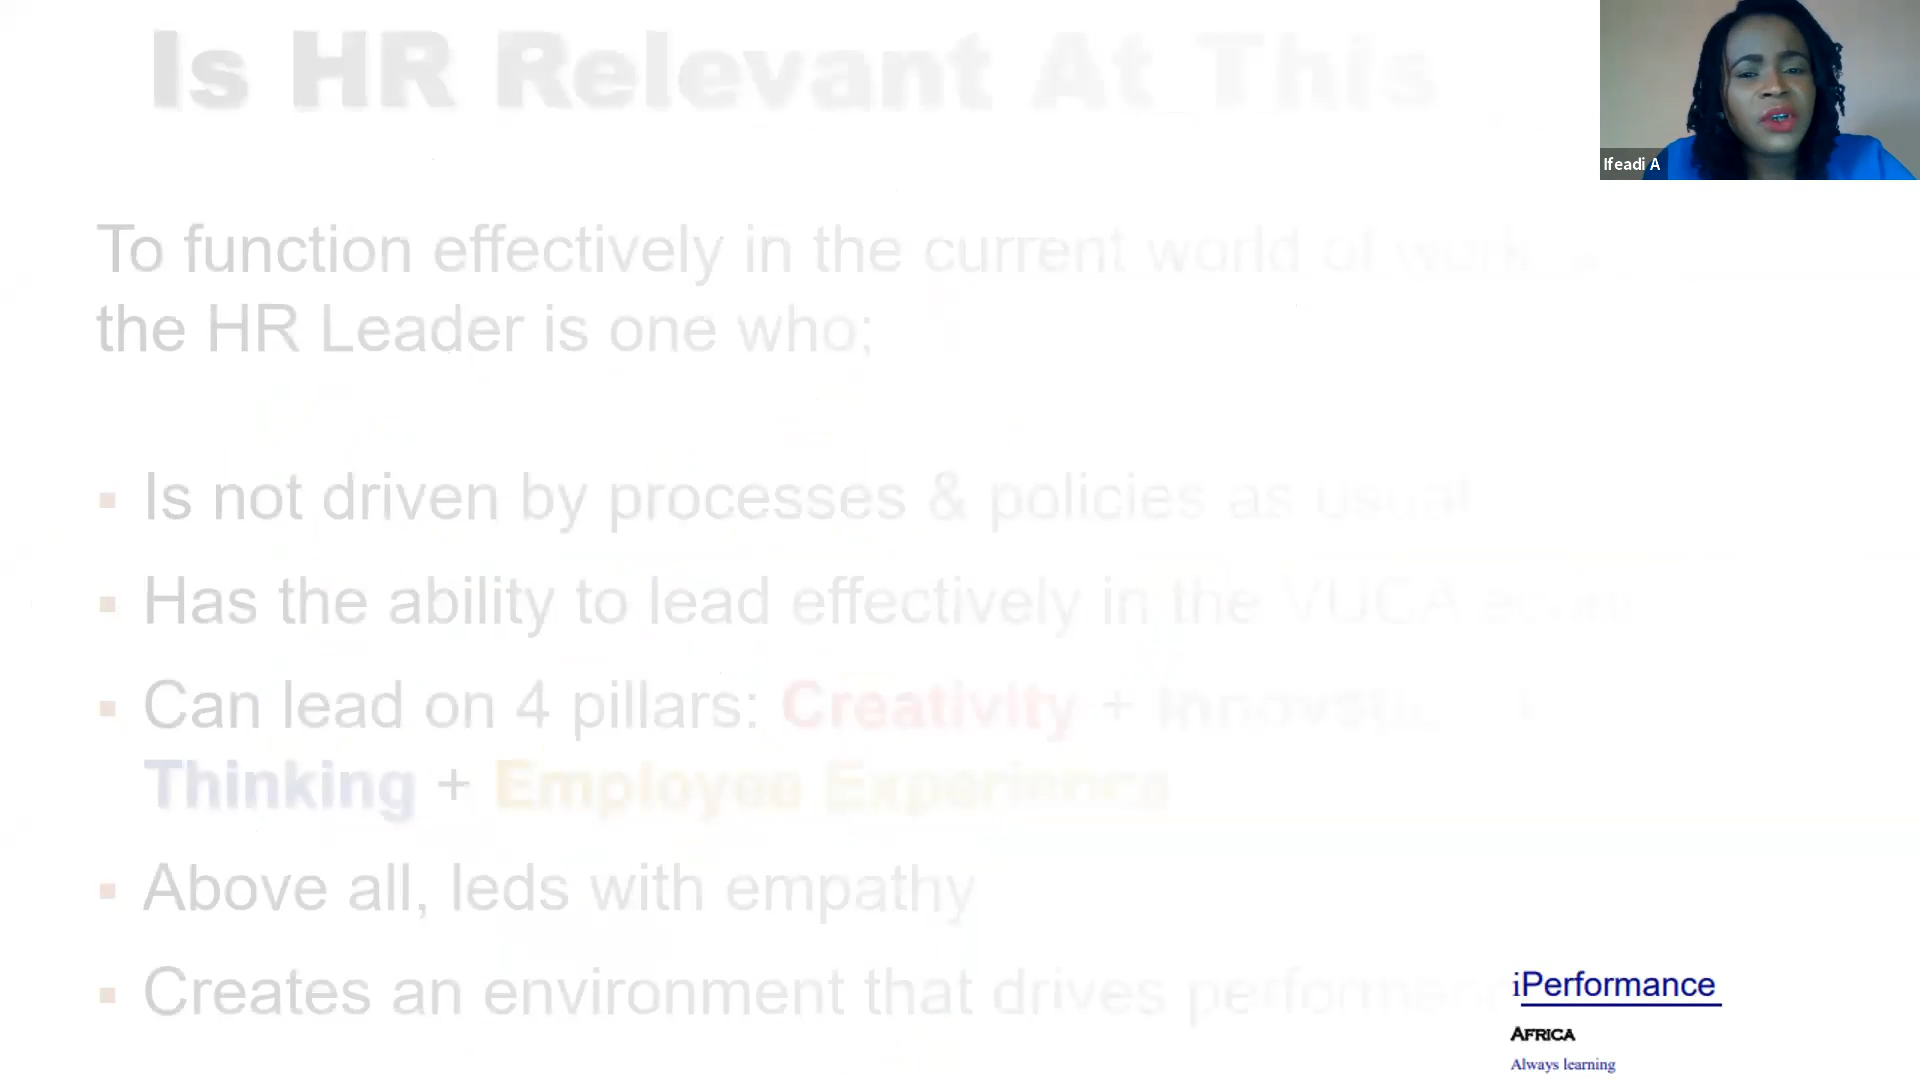 Is HR Relevant At This
Ifeadi A
To function effectively in the current world of work
the HR Leader is one who;
▪ Is not driven by processes & policies as usual
▪ Has the ability to lead effectively in the VUCA
▪ Can lead on 4 pillars: Creativity + Innovation
Thinking + Employee Experience
▪ Above all, leds with empathy
▪ Creates an environment that drives performance
iPerformance
AFRICA
Always learning